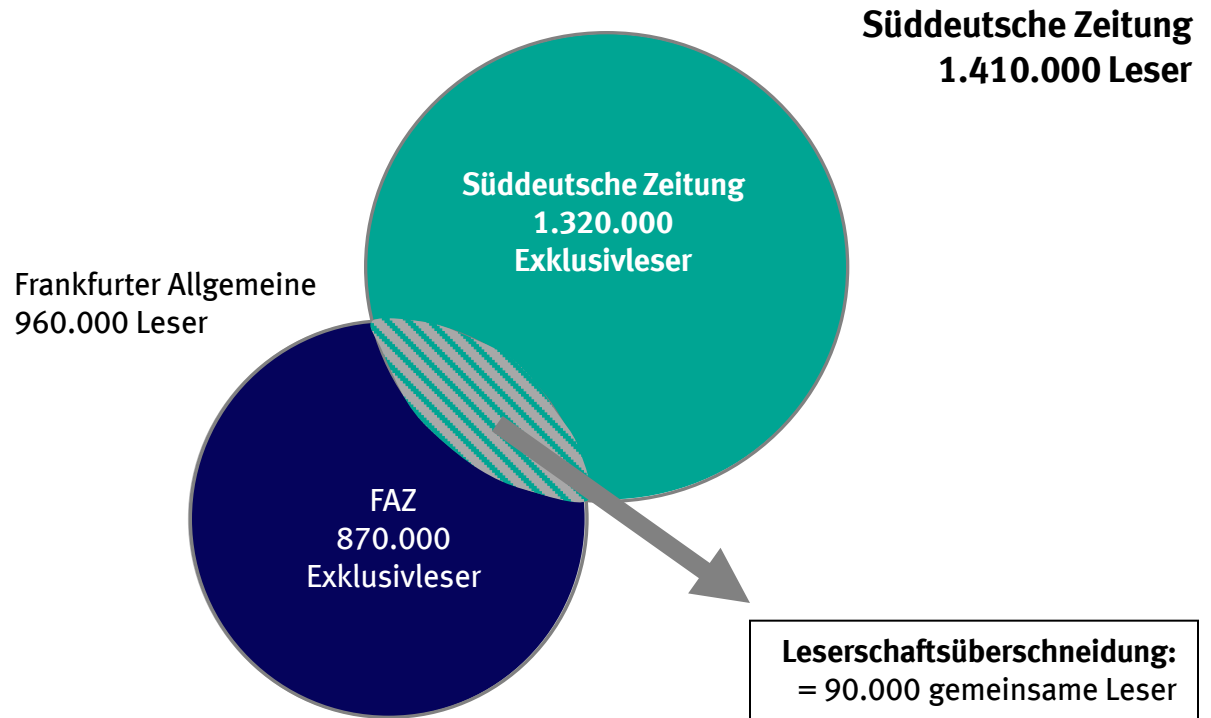 Süddeutsche Zeitung
1.410.000 Leser
Süddeutsche Zeitung
1.320.000
Exklusivleser
Frankfurter Allgemeine
960.000 Leser
FAZ
870.000
Exklusivleser
Leserschaftsüberschneidung:
= 90.000 gemeinsame Leser